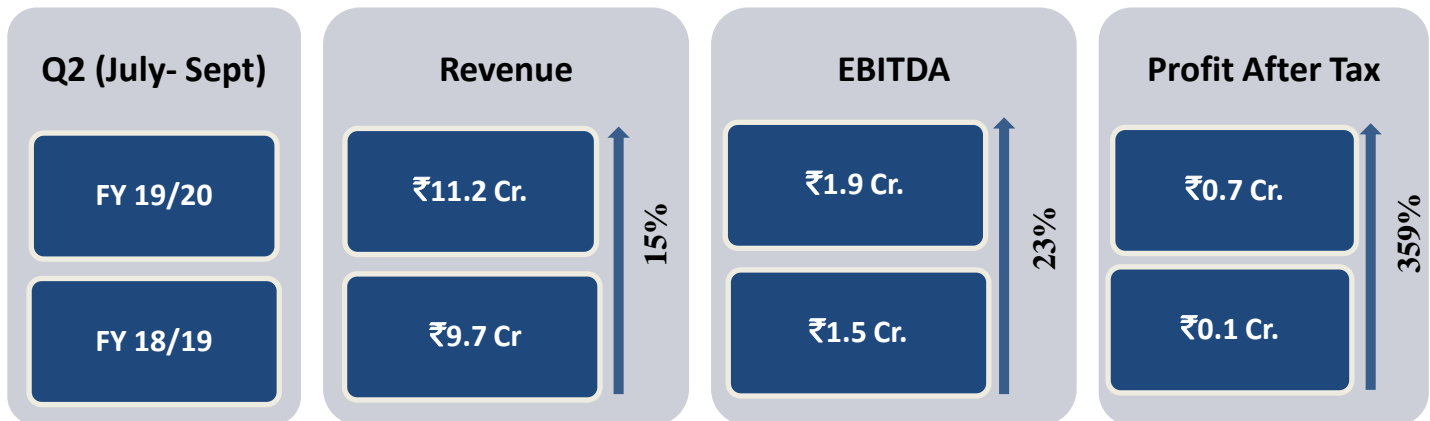 Q2 (July- Sept)
FY 19/20
FY 18/19
Revenue
₹11.2 Cr.
₹9.7 Cr
15%
EBITDA
₹1.9 Cr.
₹1.5 Cr.
23%
Profit After Tax
₹0.7 Cr.
₹0.1 Cr.
359%